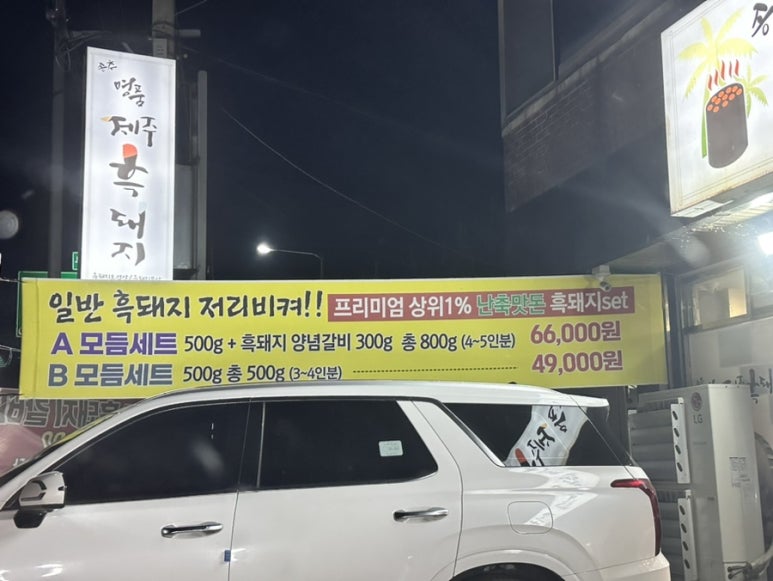 명품
제주
흑돼지
일반 흑돼지 저리비켜!! 프리미엄 상위1% 난축맛돈 흑돼지set
A 모듬세트 500g + 흑돼지 양념갈비 300g 총 800g (4~5인분) 66,000원
B 모듬세트 500g 총 500g (3~4인분) 49,000원
LG